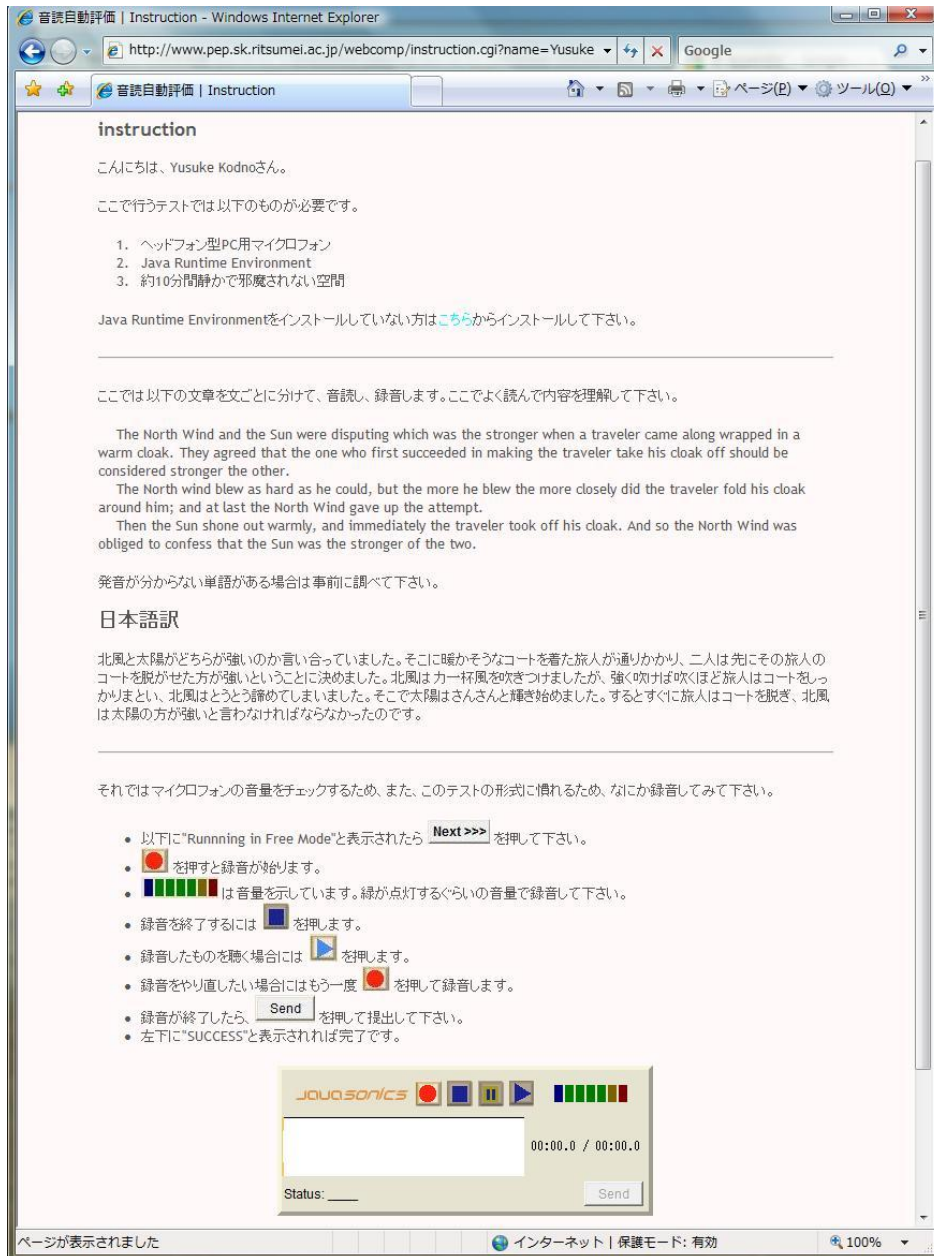 音読自動評価 | Instruction - Windows Internet Explorer
http://www.pep.sk.ritsumei.ac.jp/webcomp/instruction.cgi?name=Yusuke
Google
音読自動評価 | Instruction
ページ(P) ツール(O)
instruction
こんにちは、Yusuke Kodnoさん。
ここで行うテストでは以下のものが必要です。
1. ヘッドフォン型PC用マイクロフォン
2. Java Runtime Environment
3. 約10分間静かで邪魔されない空間
Java Runtime Environmentをインストールしていない方はこちらからインストールして下さい。
ここでは以下の文章を文ごとに分けて、音読し、録音します。ここでよく読んで内容を理解して下さい。
The North Wind and the Sun were disputing which was the stronger when a traveler came along wrapped in a
warm cloak. They agreed that the one who first succeeded in making the traveler take his cloak off should be
considered stronger the other.
The North wind blew as hard as he could, but the more he blew the more closely did the traveler fold his cloak
around him; and at last the North Wind gave up the attempt.
Then the Sun shone out warmly, and immediately the traveler took off his cloak. And so the North Wind was
obliged to confess that the Sun was the stronger of the two.
発音が分からない単語がある場合は事前に調べて下さい。
日本語訳
北風と太陽がどちらが強いのか言い合っていました。そこに暖かそうなコートを着た旅人が通りかかり、二人は先にその旅人の
コートを脱がせた方が強いということに決めました。北風は力一杯風を吹きつけましたが、強く吹けば吹くほど旅人はコートをしっ
かりまとい、北風はとうとう諦めてしまいました。そこで太陽はさんさんと輝き始めました。するとすぐに旅人はコートを脱ぎ、北風
は太陽の方が強いと言わなければならなかったのです。
それではマイクロフォンの音量をチェックするため、また、このテストの形式に慣れるため、なにか録音してみて下さい。
以下に"Runnning in Free Mode"と表示されたら Next >>> を押して下さい。
を押すと録音が始ります。
は音量を示しています。緑が点灯するぐらいの音量で録音して下さい。
録音を終了するには を押します。
録音したものを聴く場合には を押します。
録音をやり直したい場合にはもう一度 を押して録音します。
録音が終了したら、 Send を押して提出して下さい。
左下に"SUCCESS"と表示されれば完了です。
Javasonics
00:00.0 / 00:00.0
Status: ____
Send
ページが表示されました インターネット | 保護モード: 有効 100%